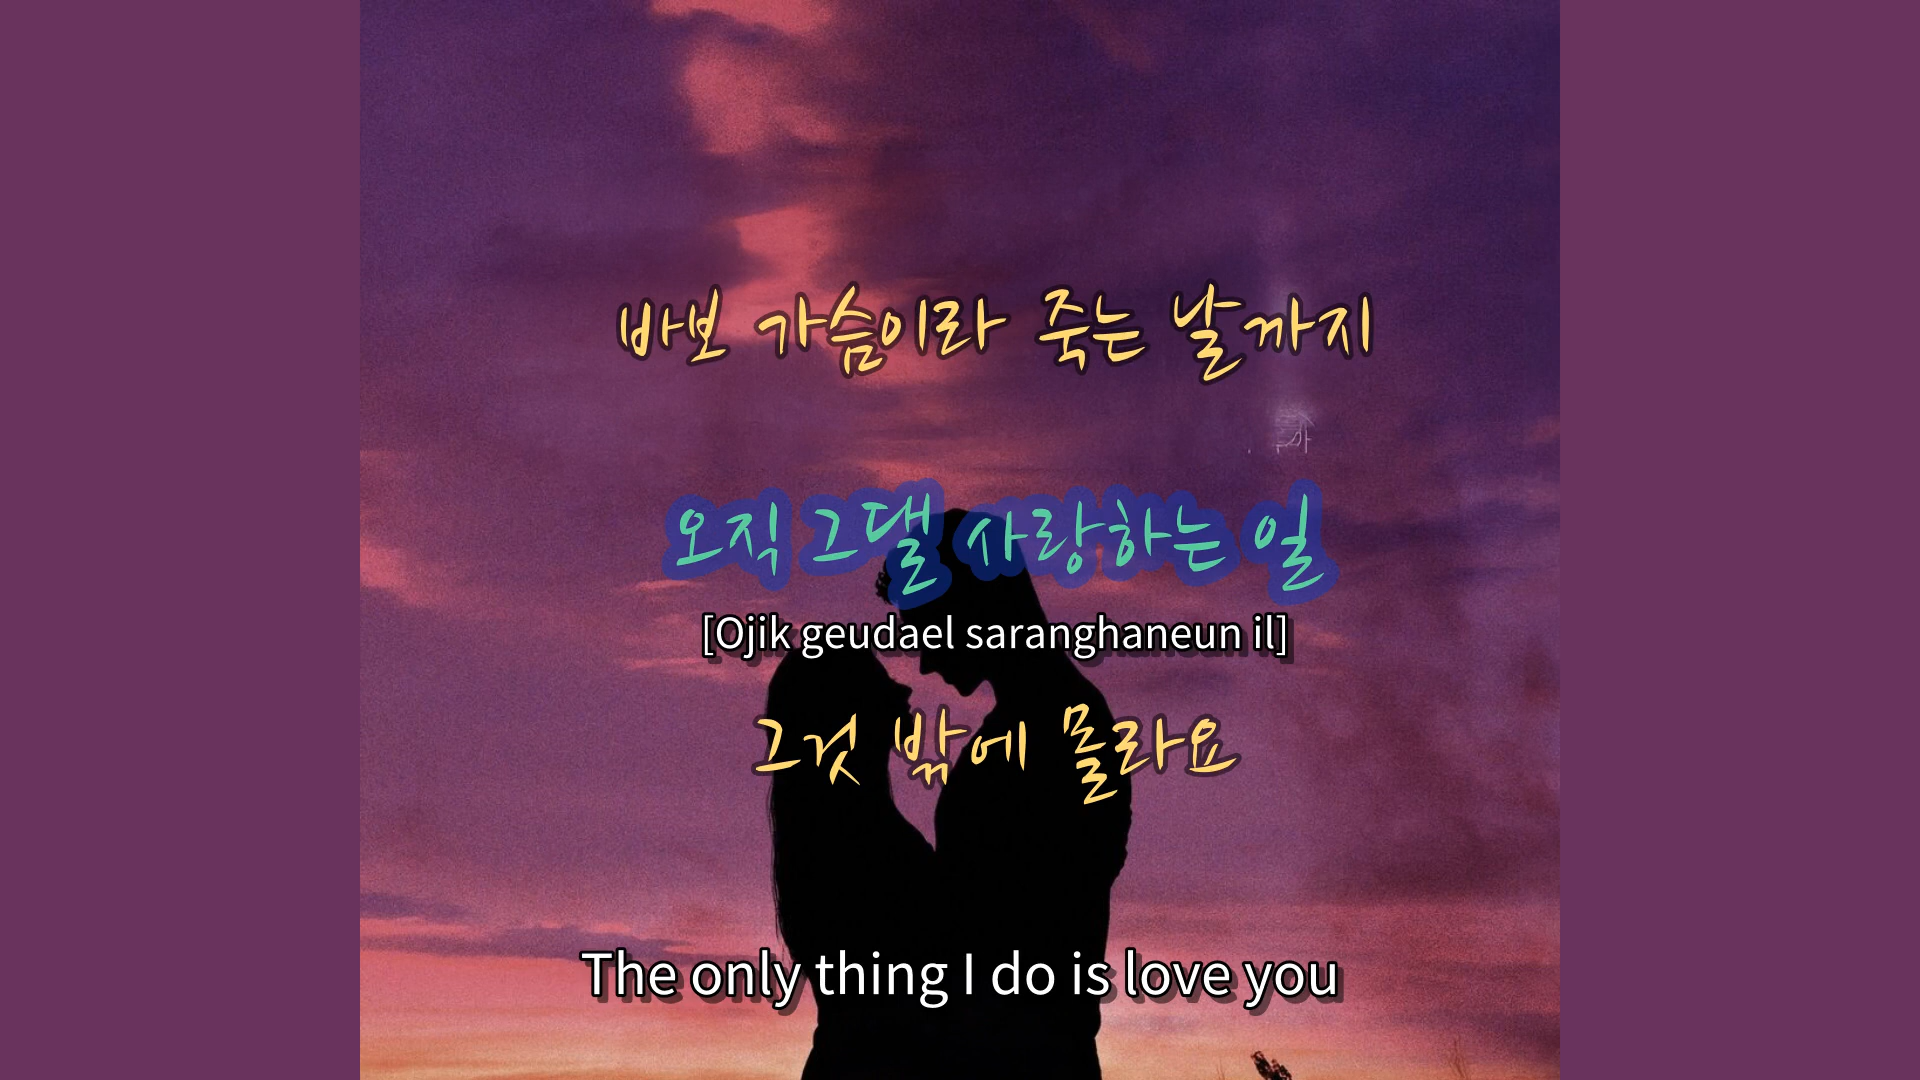 바보 가슴이라 죽는 날까지
오직 그댈 사랑하는 일
[Ojik geudael saranghaneun il]
그것 밖에 몰라요
The only thing I do is love you